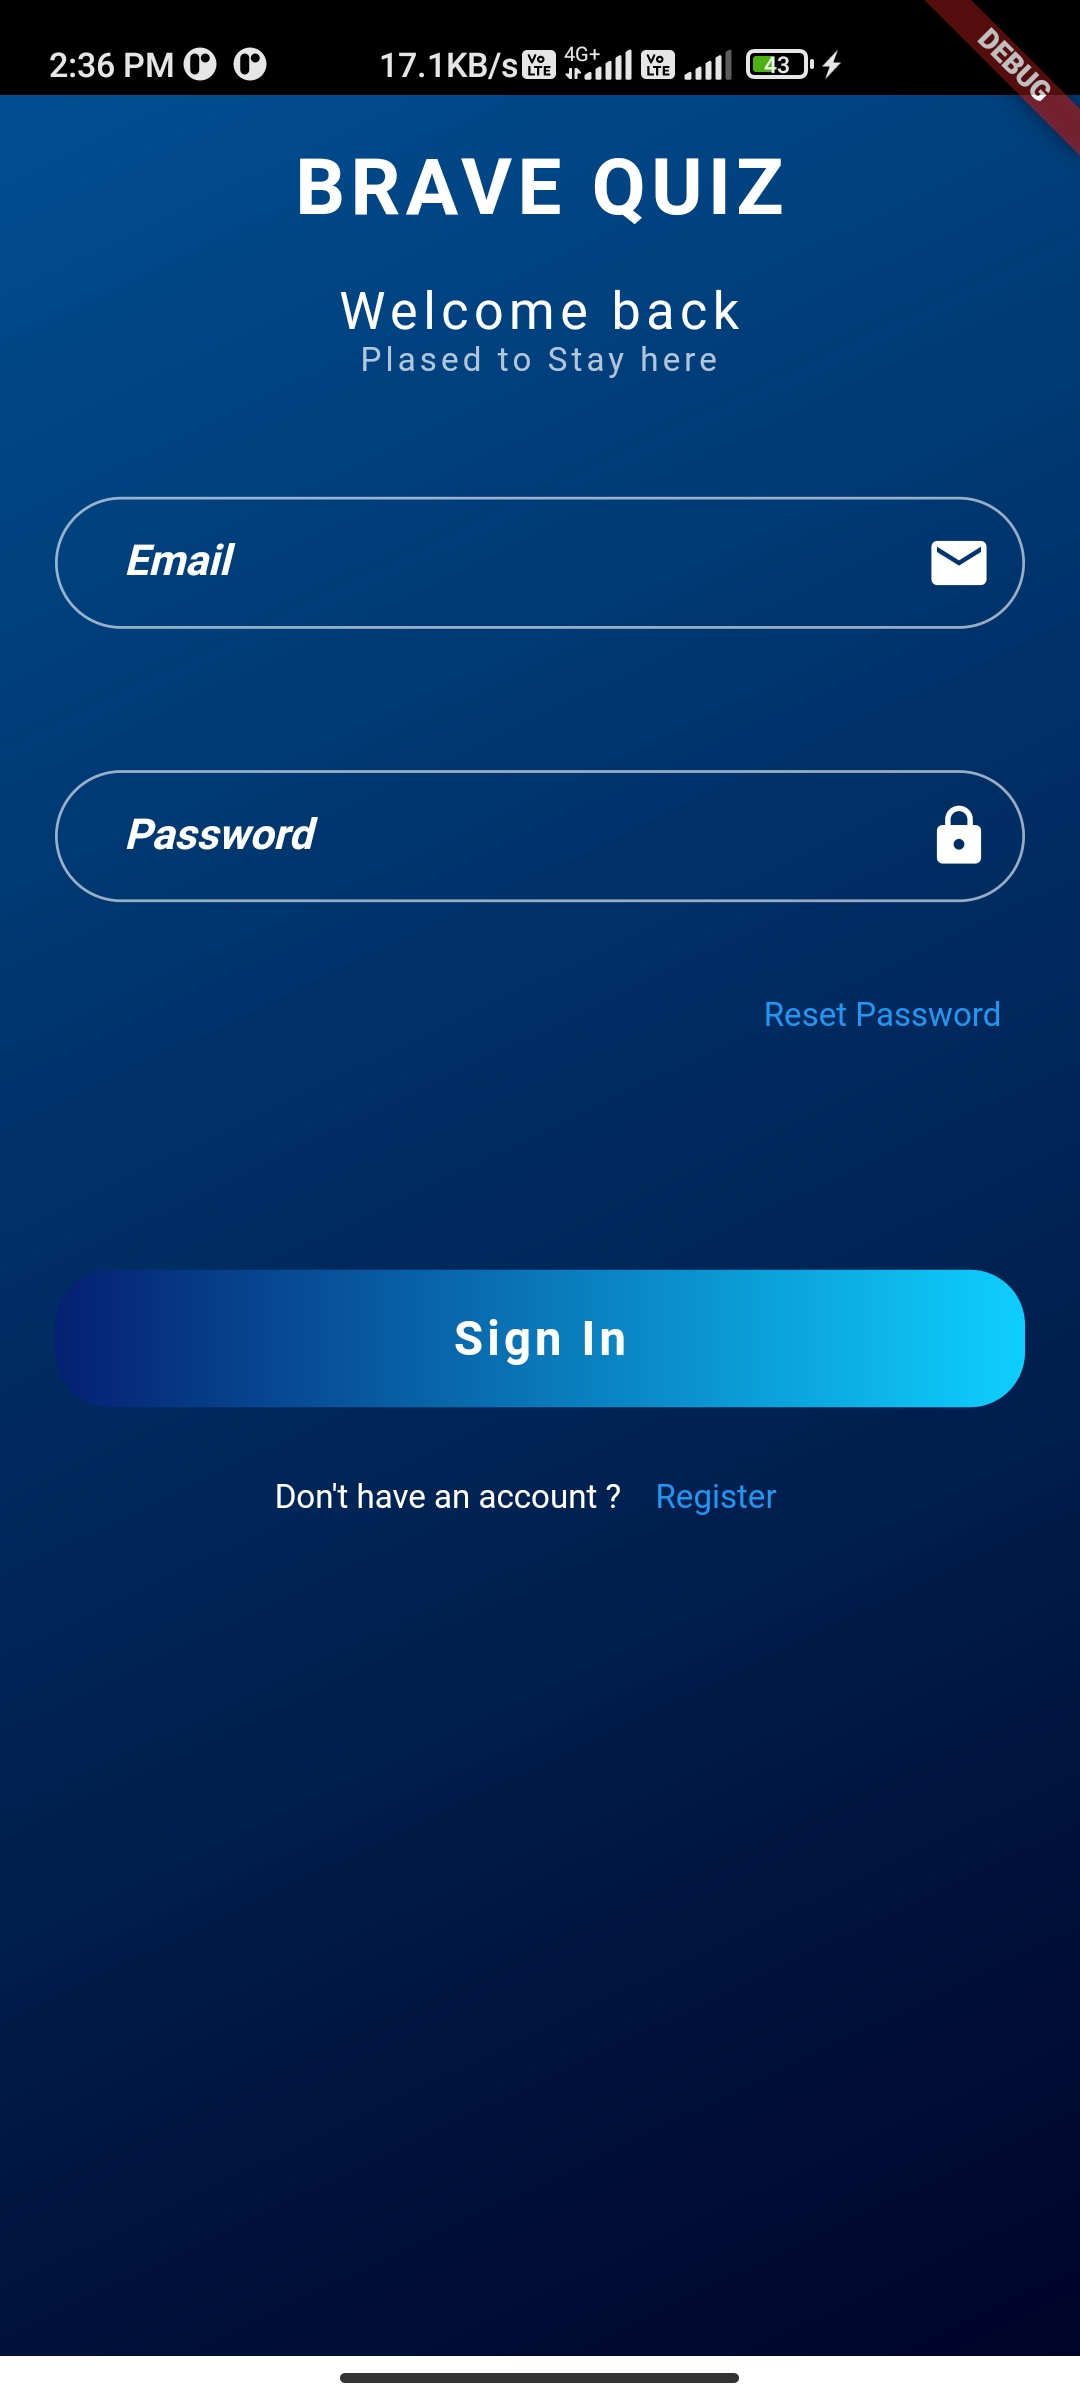 2:36 PM 17.1KB/s Vo LTE 4G+ Vo LTE 43
DEBUG
BRAVE QUIZ
Welcome back
Plased to Stay here
Email
Password
Reset Password
Sign In
Don't have an account ? Register